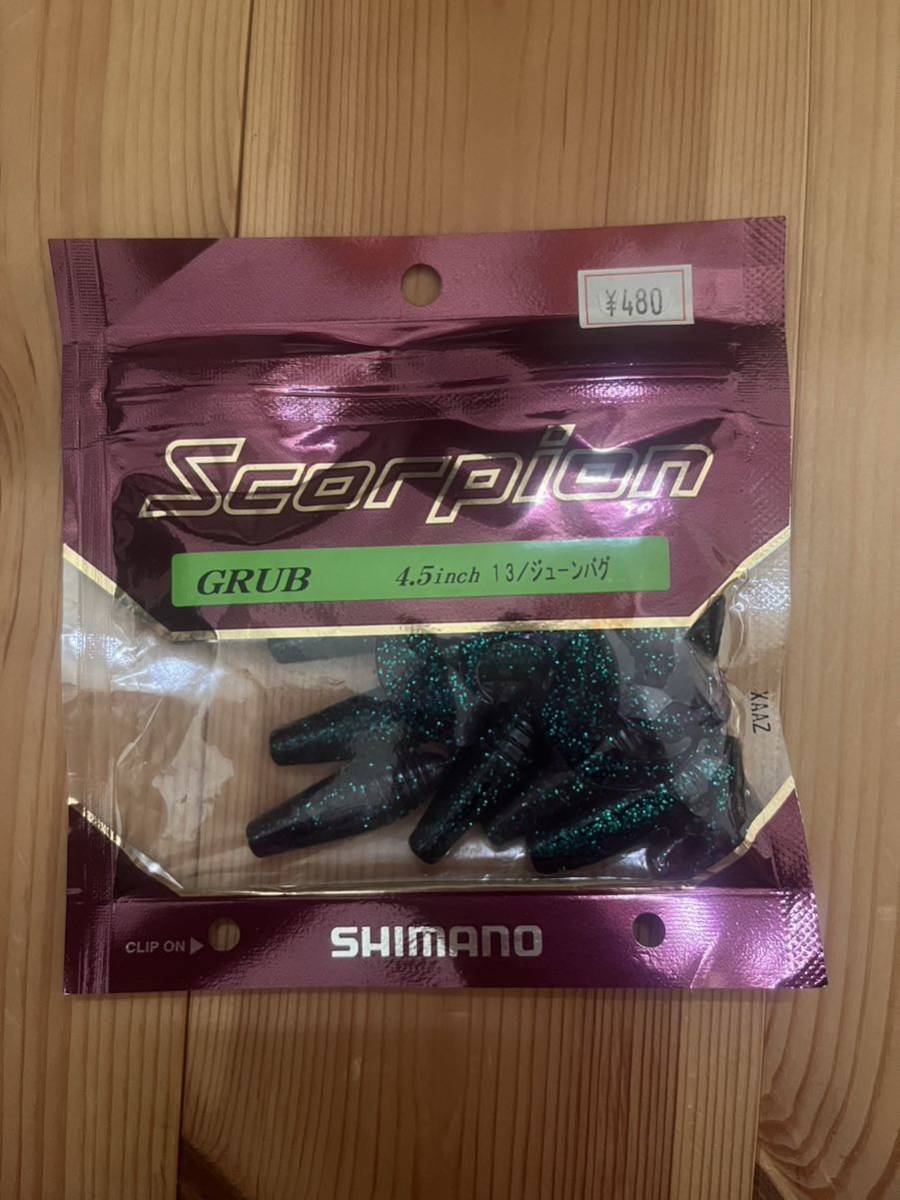 ¥480
Scorpion
GRUB 4.5inch 13/ジューンバグ
XAAZ
CLIP ON ▶ SHIMANO